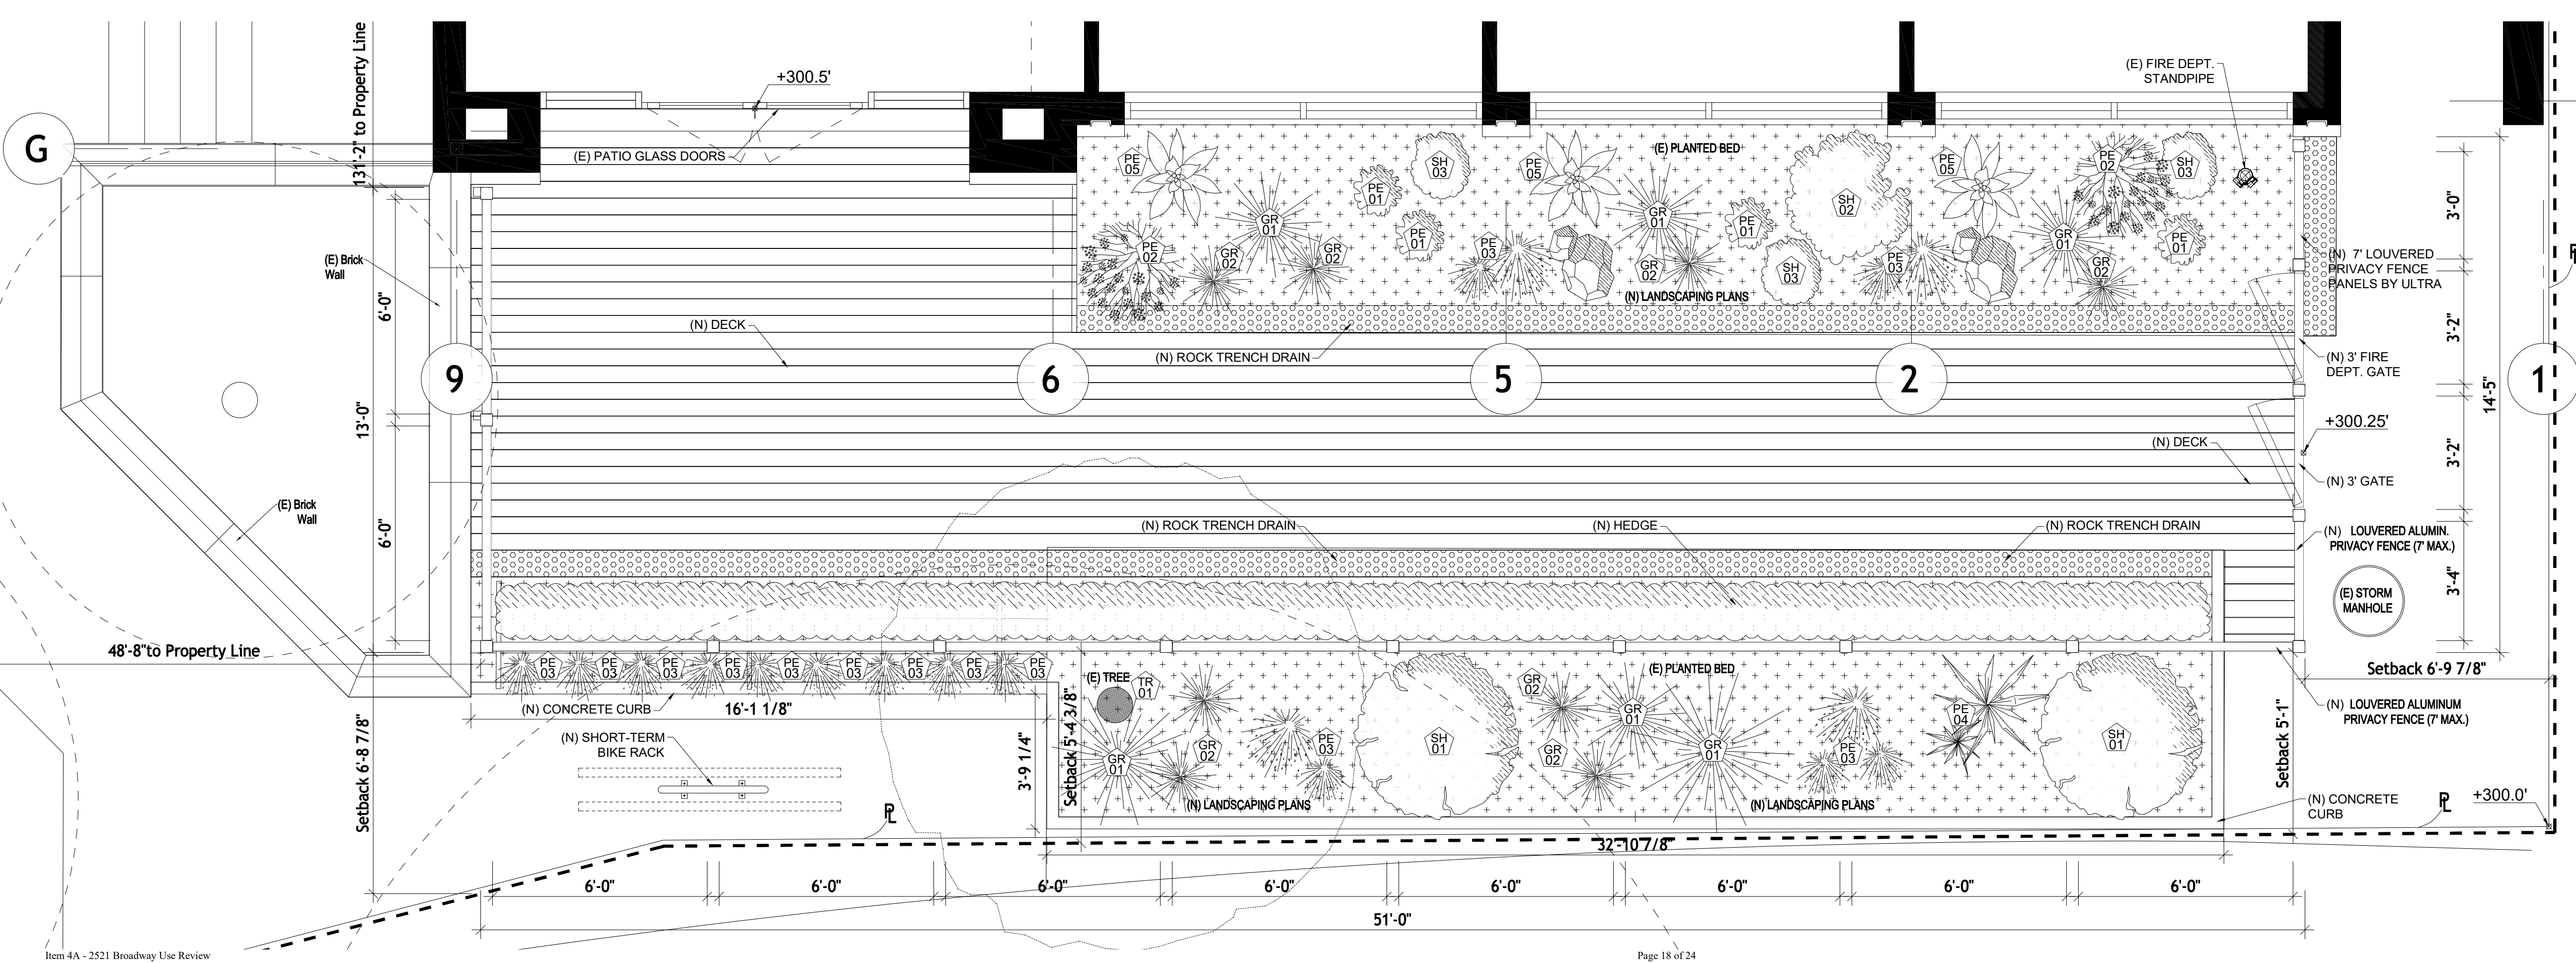 131'-2" to Property Line
+300.5'
(E) FIRE DEPT.
STANDPIPE
G
(E) PATIO GLASS DOORS
(E) PLANTED BED
PE
05
SH
03
PE
05
PE
05
PE
02
SH
03
PE
01
GR
01
GR
01
PE
01
SH
02
GR
01
PE
01
PE
02
GR
02
GR
02
PE
01
PE
03
GR
02
SH
03
PE
03
GR
02
3'-0"
(E) Brick
Wall
(N) 7' LOUVERED
PRIVACY FENCE
PANELS BY ULTRA
(N) LANDSCAPING PLANS
6'-0"
(N) DECK
(N) ROCK TRENCH DRAIN
3'-2"
(N) 3' FIRE
DEPT. GATE
9
6
5
2
1
13'-0"
14'-5"
+300.25'
(N) DECK
3'-2"
(N) 3' GATE
(E) Brick
Wall
6'-0"
(N) ROCK TRENCH DRAIN
(N) HEDGE
(N) ROCK TRENCH DRAIN
(N) LOUVERED ALUMIN.
PRIVACY FENCE (7' MAX.)
3'-4"
(E) STORM
MANHOLE
48'-8"to Property Line
PE
03
PE
03
PE
03
PE
03
PE
03
PE
03
PE
03
PE
03
PE
03
(E) TREE
TR
01
(E) PLANTED BED
Setback 6'-9 7/8"
(N) CONCRETE CURB
16'-1 1/8"
GR
02
GR
01
PE
04
(N) LOUVERED ALUMINUM
PRIVACY FENCE (7' MAX.)
(N) SHORT-TERM
BIKE RACK
Setback 6'-8 7/8"
3'-9 1/4"
Setback 5'-4 3/8"
GR
01
GR
02
PE
03
SH
01
GR
02
GR
01
PE
03
SH
01
Setback 5'-1"
(N) LANDSCAPING PLANS
(N) LANDSCAPING PLANS
(N) CONCRETE
CURB
PL
PL
+300.0'
32'-10 7/8"
6'-0"
6'-0"
6'-0"
6'-0"
6'-0"
6'-0"
6'-0"
6'-0"
51'-0"
Item 4A - 2521 Broadway Use Review
Page 18 of 24